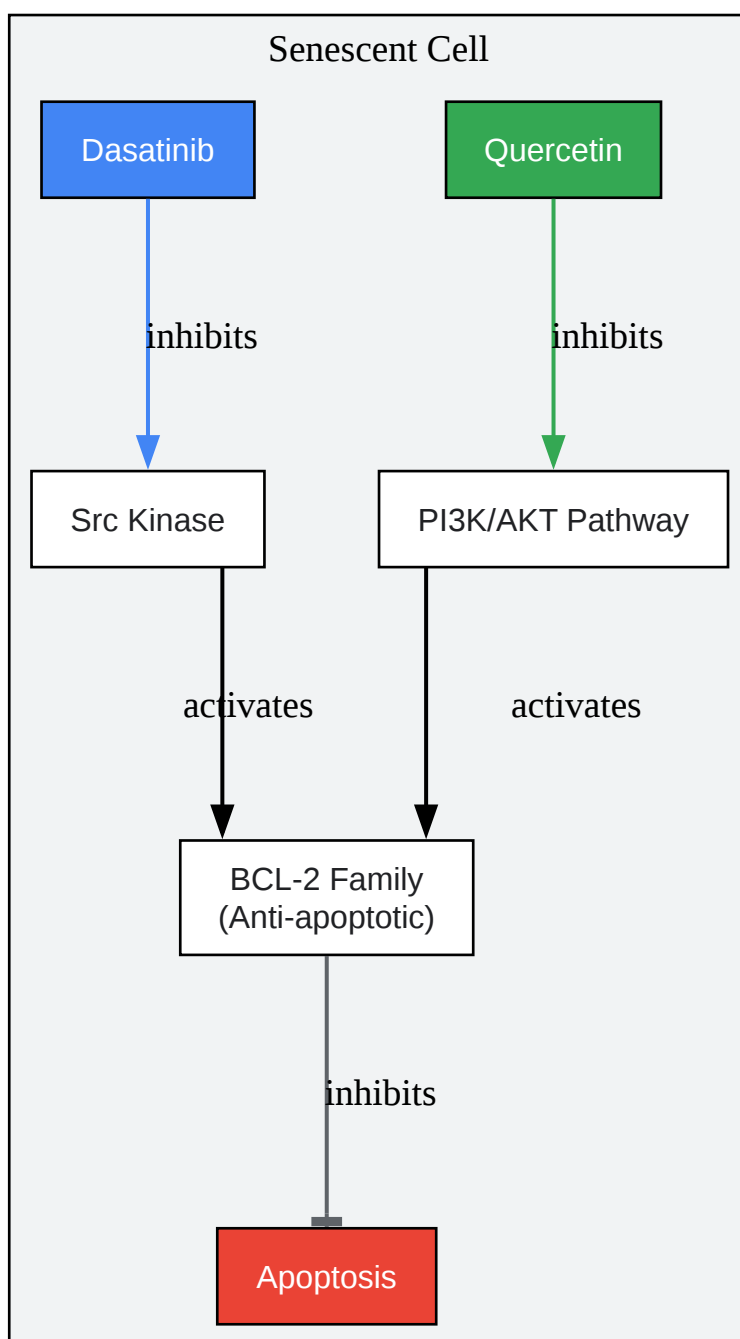 Senescent Cell
Dasatinib
Quercetin
inhibits
inhibits
Src Kinase
PI3K/AKT Pathway
activates
activates
BCL-2 Family
(Anti-apoptotic)
inhibits
Apoptosis